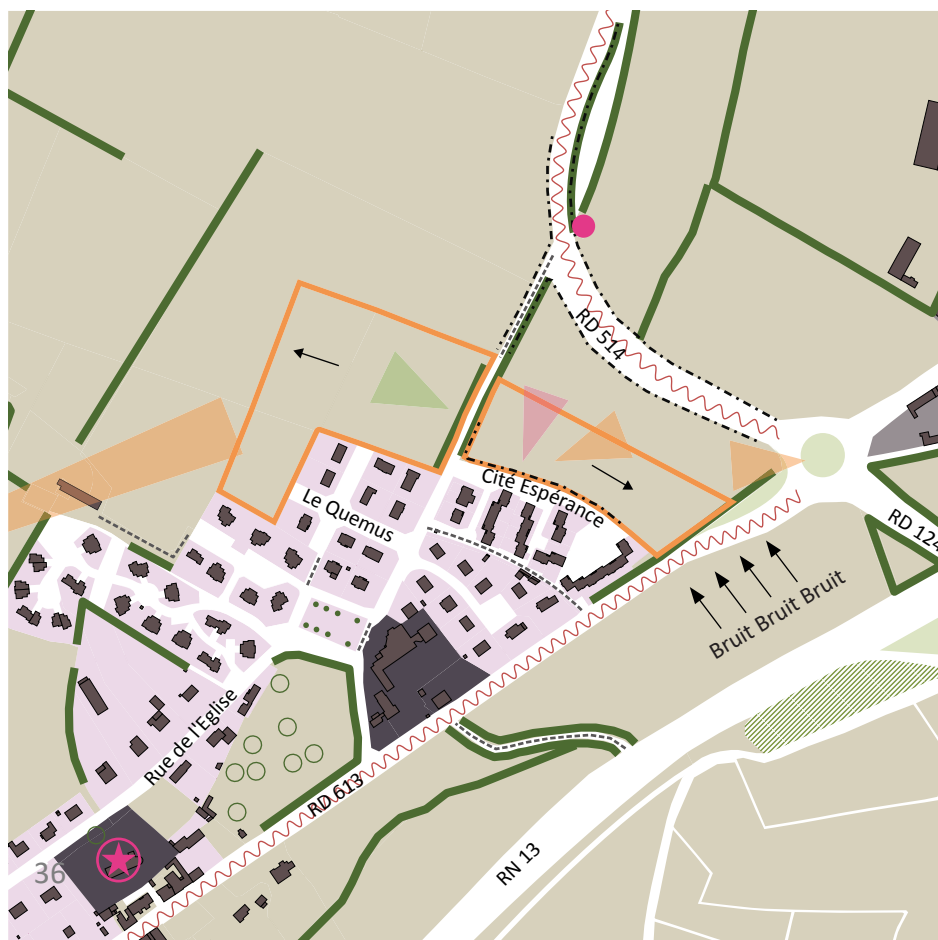 RD 514
Cité Espérance
Le Quemus
RD 124
Bruit Bruit Bruit
Rue de l'Eglise
RD 613
RN 13
36